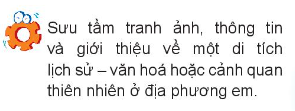 Sưu tầm tranh ảnh, thông tin
và giới thiệu về một di tích
lịch sử – văn hoá hoặc cảnh quan
thiên nhiên ở địa phương em.